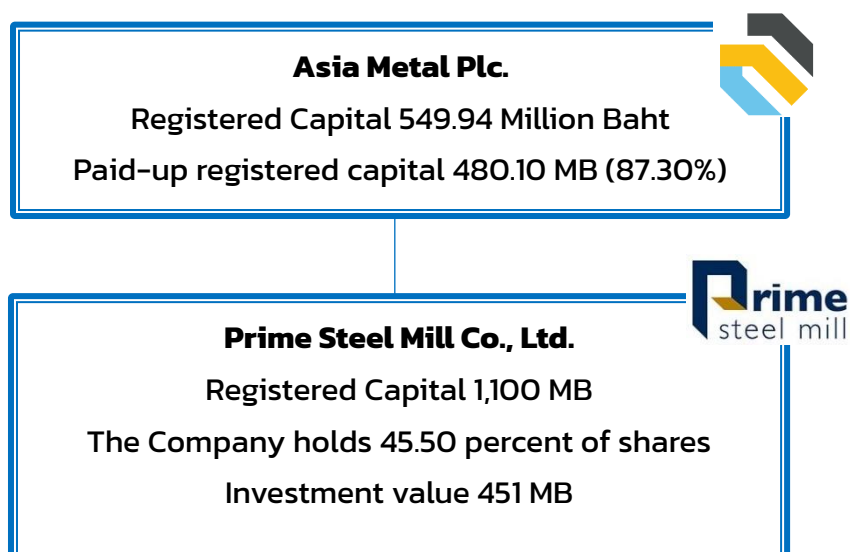 Asia Metal Plc.
Registered Capital 549.94 Million Baht
Paid-up registered capital 480.10 MB (87.30%)
Prime
steel mill
Prime Steel Mill Co., Ltd.
Registered Capital 1,100 MB
The Company holds 45.50 percent of shares
Investment value 451 MB